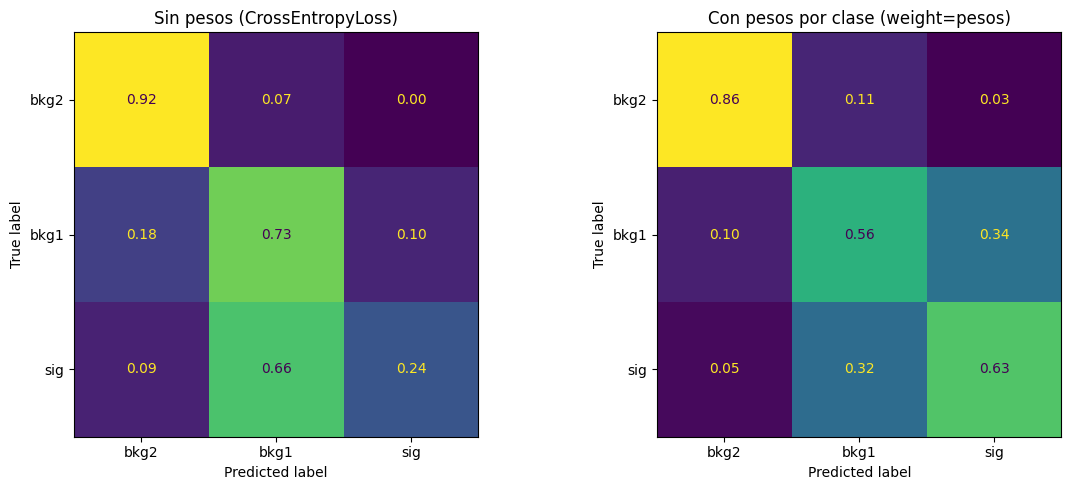 Sin pesos (CrossEntropyLoss)
bkg2 0.92 0.07 0.00
bkg1 0.18 0.73 0.10
sig 0.09 0.66 0.24
True label
bkg2 bkg1 sig
Predicted label
Con pesos por clase (weight=pesos)
bkg2 0.86 0.11 0.03
bkg1 0.10 0.56 0.34
sig 0.05 0.32 0.63
True label
bkg2 bkg1 sig
Predicted label